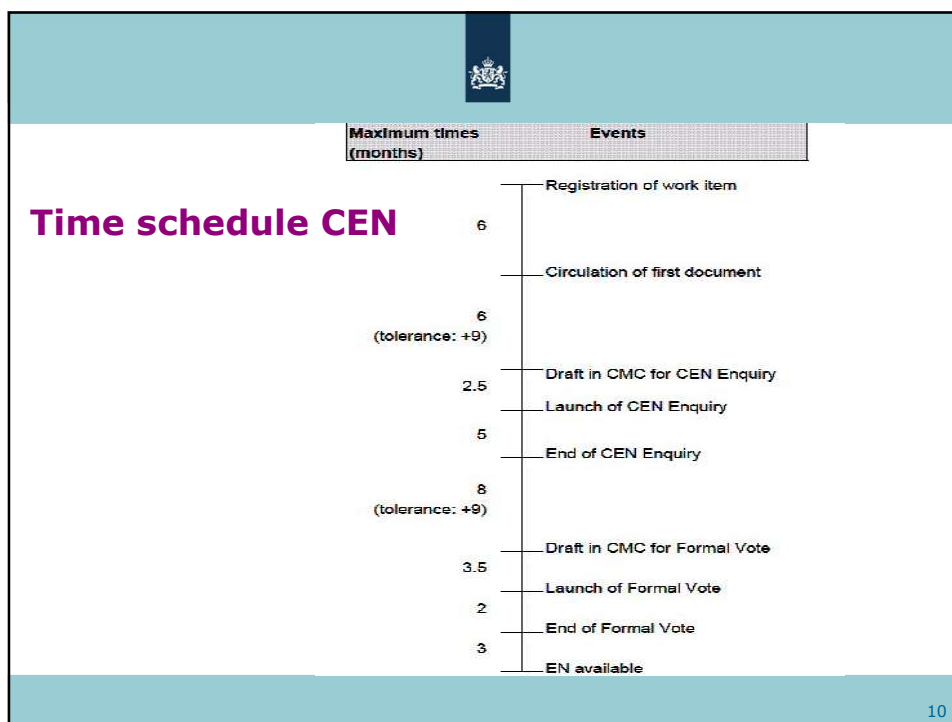 Maximum times Events
(months)
Registration of work item
Time schedule CEN
6
Circulation of first document
6
(tolerance: +9)
Draft in CMC for CEN Enquiry
2.5
Launch of CEN Enquiry
5
End of CEN Enquiry
8
(tolerance: +9)
Draft in CMC for Formal Vote
3.5
Launch of Formal Vote
2
End of Formal Vote
3
EN available
10